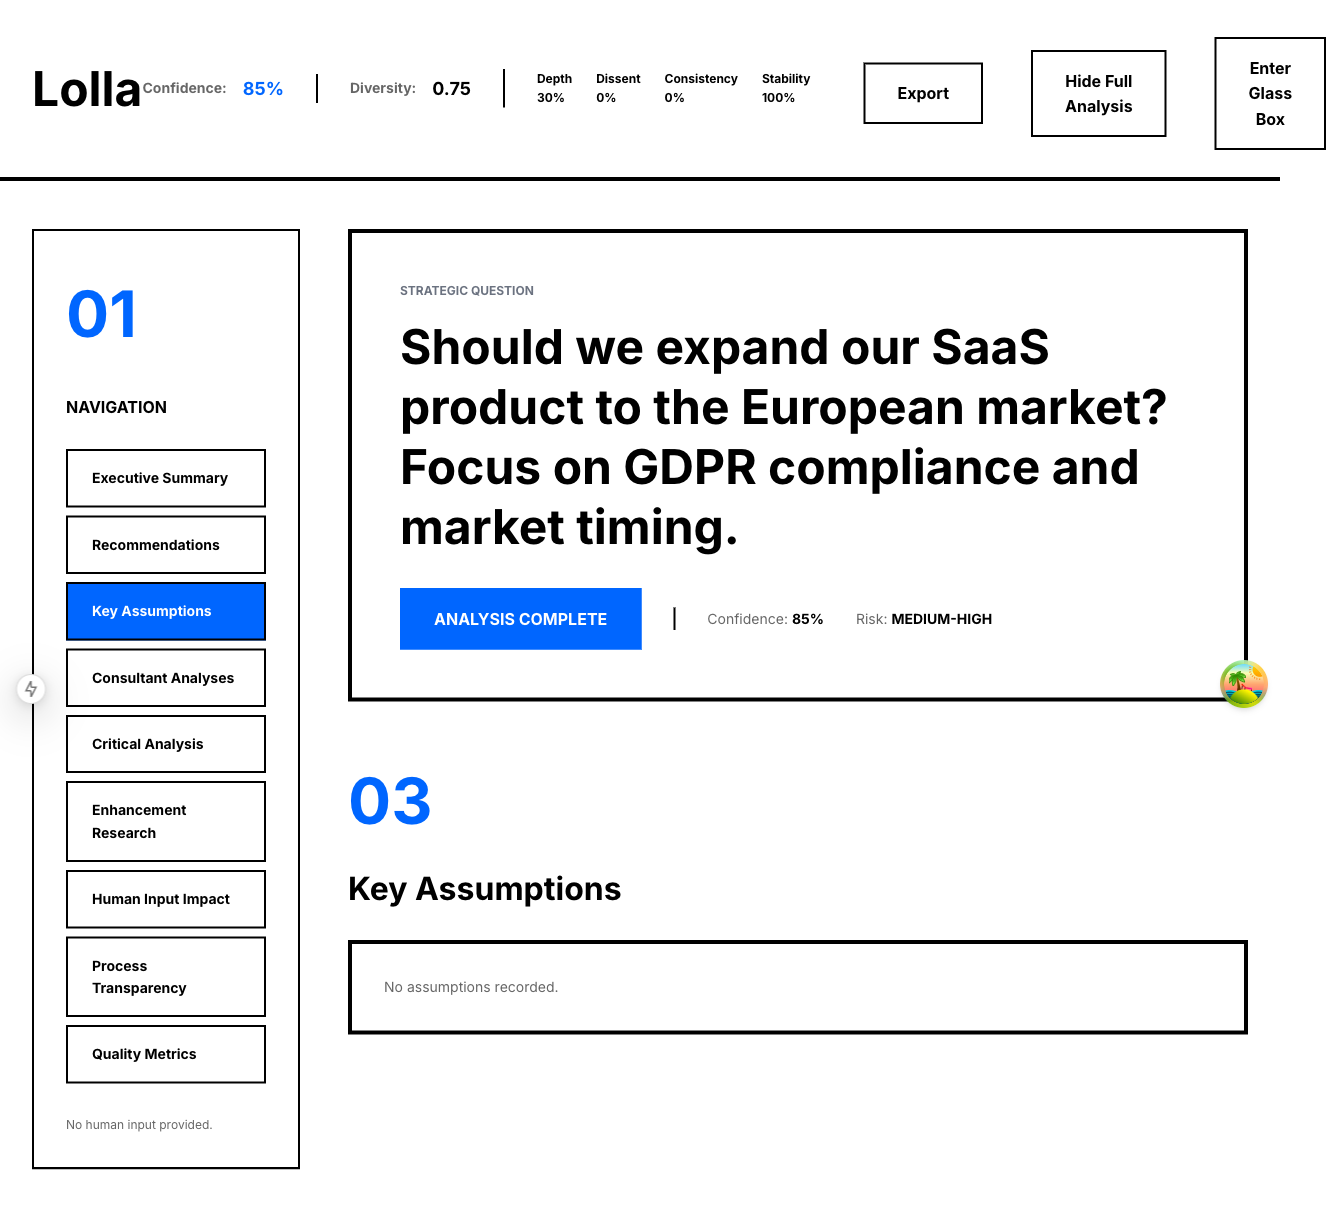 Lolla
Confidence: 85%
Diversity: 0.75
Depth
30%
Dissent
0%
Consistency
0%
Stability
100%
Export
Hide Full
Analysis
Enter
Glass
Box
01
NAVIGATION
Executive Summary
Recommendations
Key Assumptions
Consultant Analyses
Critical Analysis
Enhancement
Research
Human Input Impact
Process
Transparency
Quality Metrics
No human input provided.
STRATEGIC QUESTION
Should we expand our SaaS
product to the European market?
Focus on GDPR compliance and
market timing.
ANALYSIS COMPLETE
Confidence: 85%
Risk: MEDIUM-HIGH
03
Key Assumptions
No assumptions recorded.